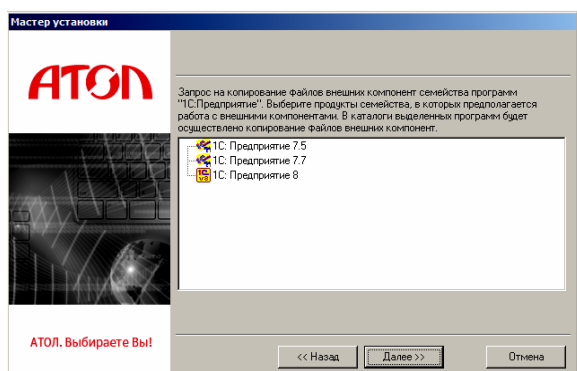 Мастер установки
АТОЛ
Запрос на копирование файлов внешних компонент семейства программ
"1С:Предприятие". Выберите продукты семейства, в которых предполагается
работа с внешними компонентами. В каталоги выделенных программ будет
осуществлено копирование файлов внешних компонент.
1С: Предприятие 7.5
1С: Предприятие 7.7
1С: Предприятие 8
АТОЛ. Выбираете Вы!
<< Назад
Далее >>
Отмена